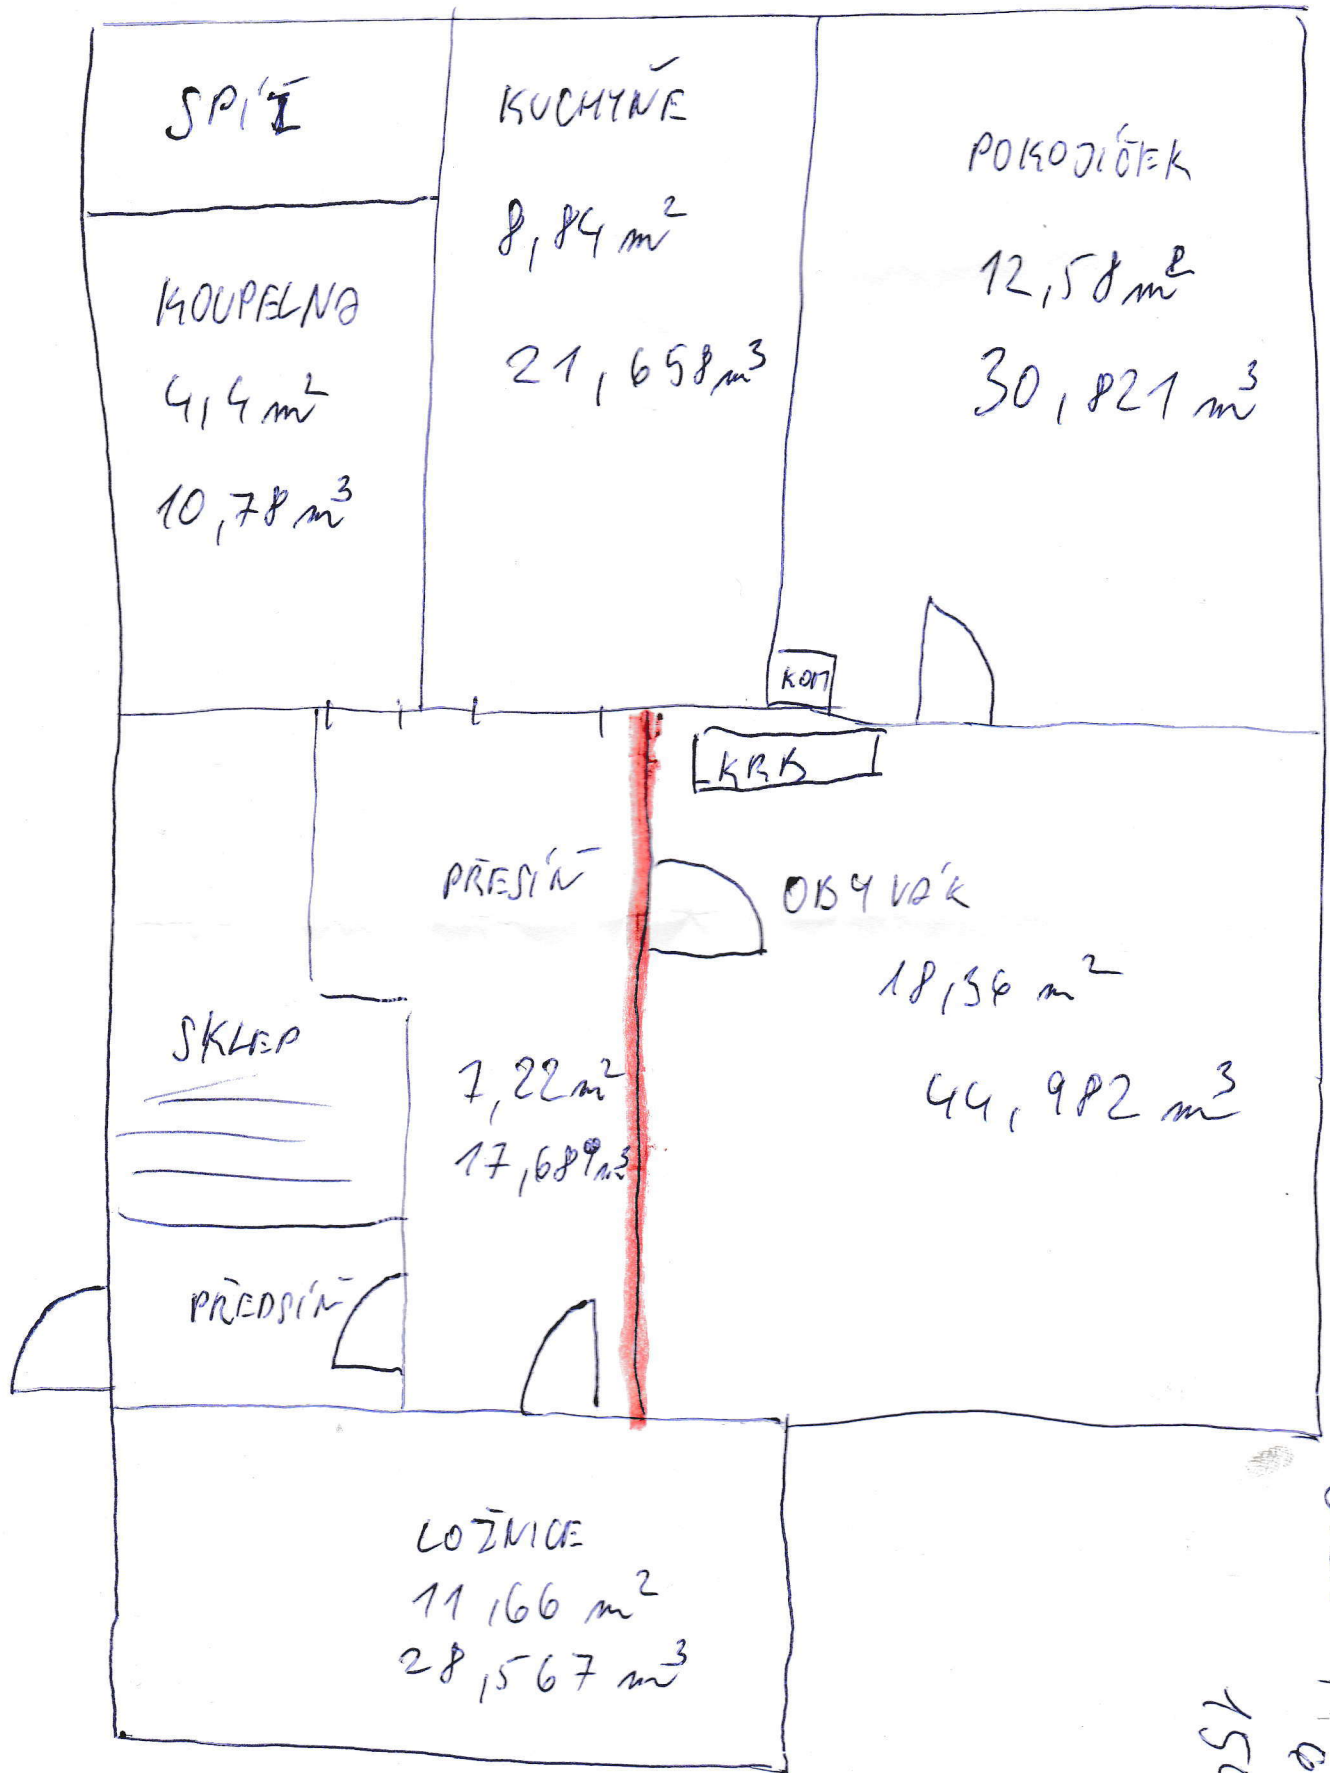 SPÍŽ
KUCHYNĚ
8,84 m²
21,658 m³
POKOJÍČEK
12,58 m²
30,821 m³
KOUPELNA
4,4 m²
10,78 m³
KOM
KRB
PŘESÍŇ
7,22 m²
17,689 m³
OBYVÁK
18,36 m²
44,982 m³
SKLEP
PŘEDSÍŇ
LOŽNICE
11,66 m²
28,567 m³